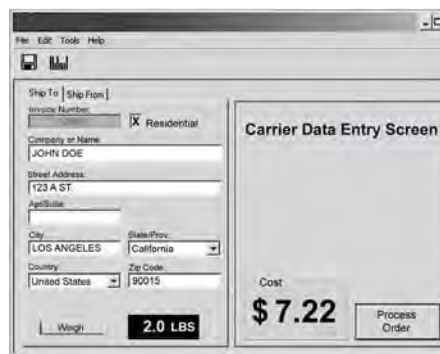 File Edit Tools Help
Ship To Ship From
Invoice Number:
X Residential
Company or Name:
JOHN DOE
Street Address:
123 A ST.
Apt/Suite:
City: State/Prov.:
LOS ANGELES California
Country: Zip Code:
United States 90015
Weigh 2.0 LBS
Carrier Data Entry Screen
Cost
$ 7.22
Process
Order